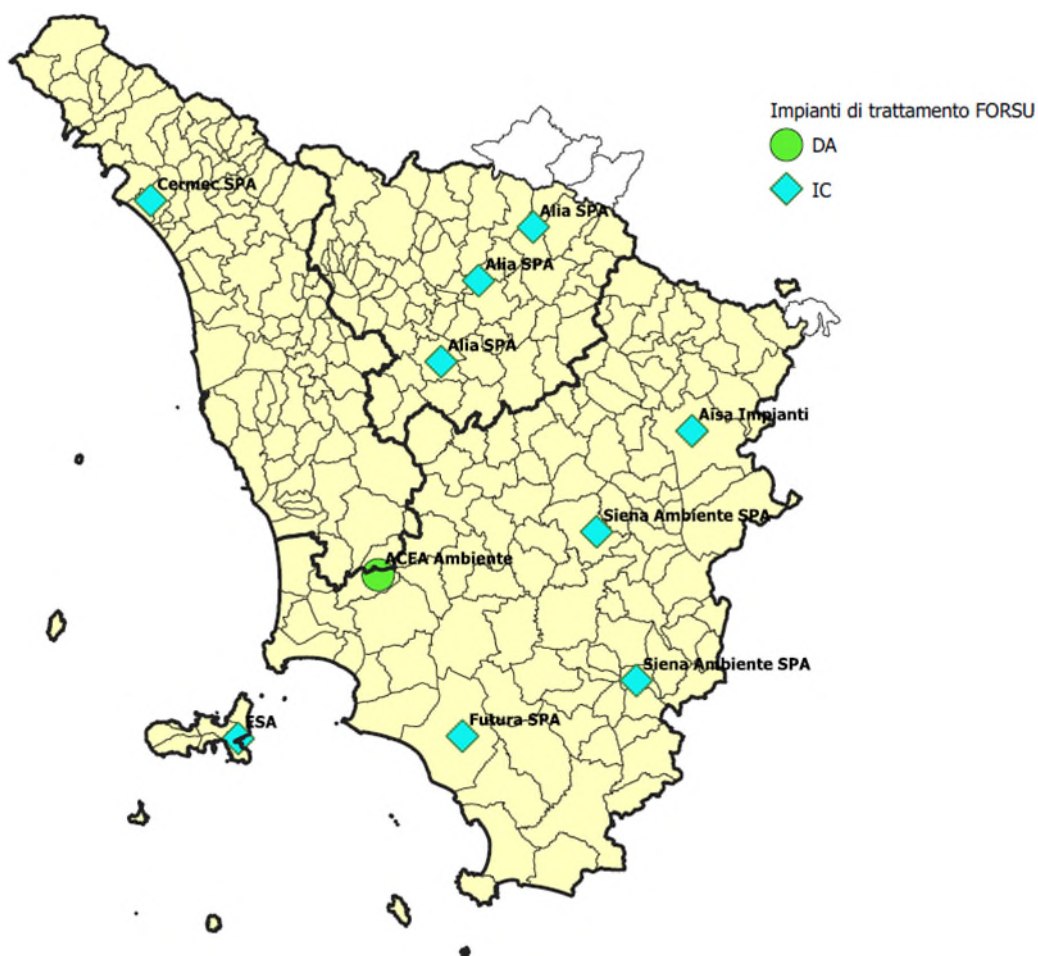 Impianti di trattamento FORSU
DA
IC
Cermec SPA
Alia SPA
Alia SPA
Alia SPA
Aisa Impianti
Siena Ambiente SPA
ACEA Ambiente
Siena Ambiente SPA
Futura SPA
ESA